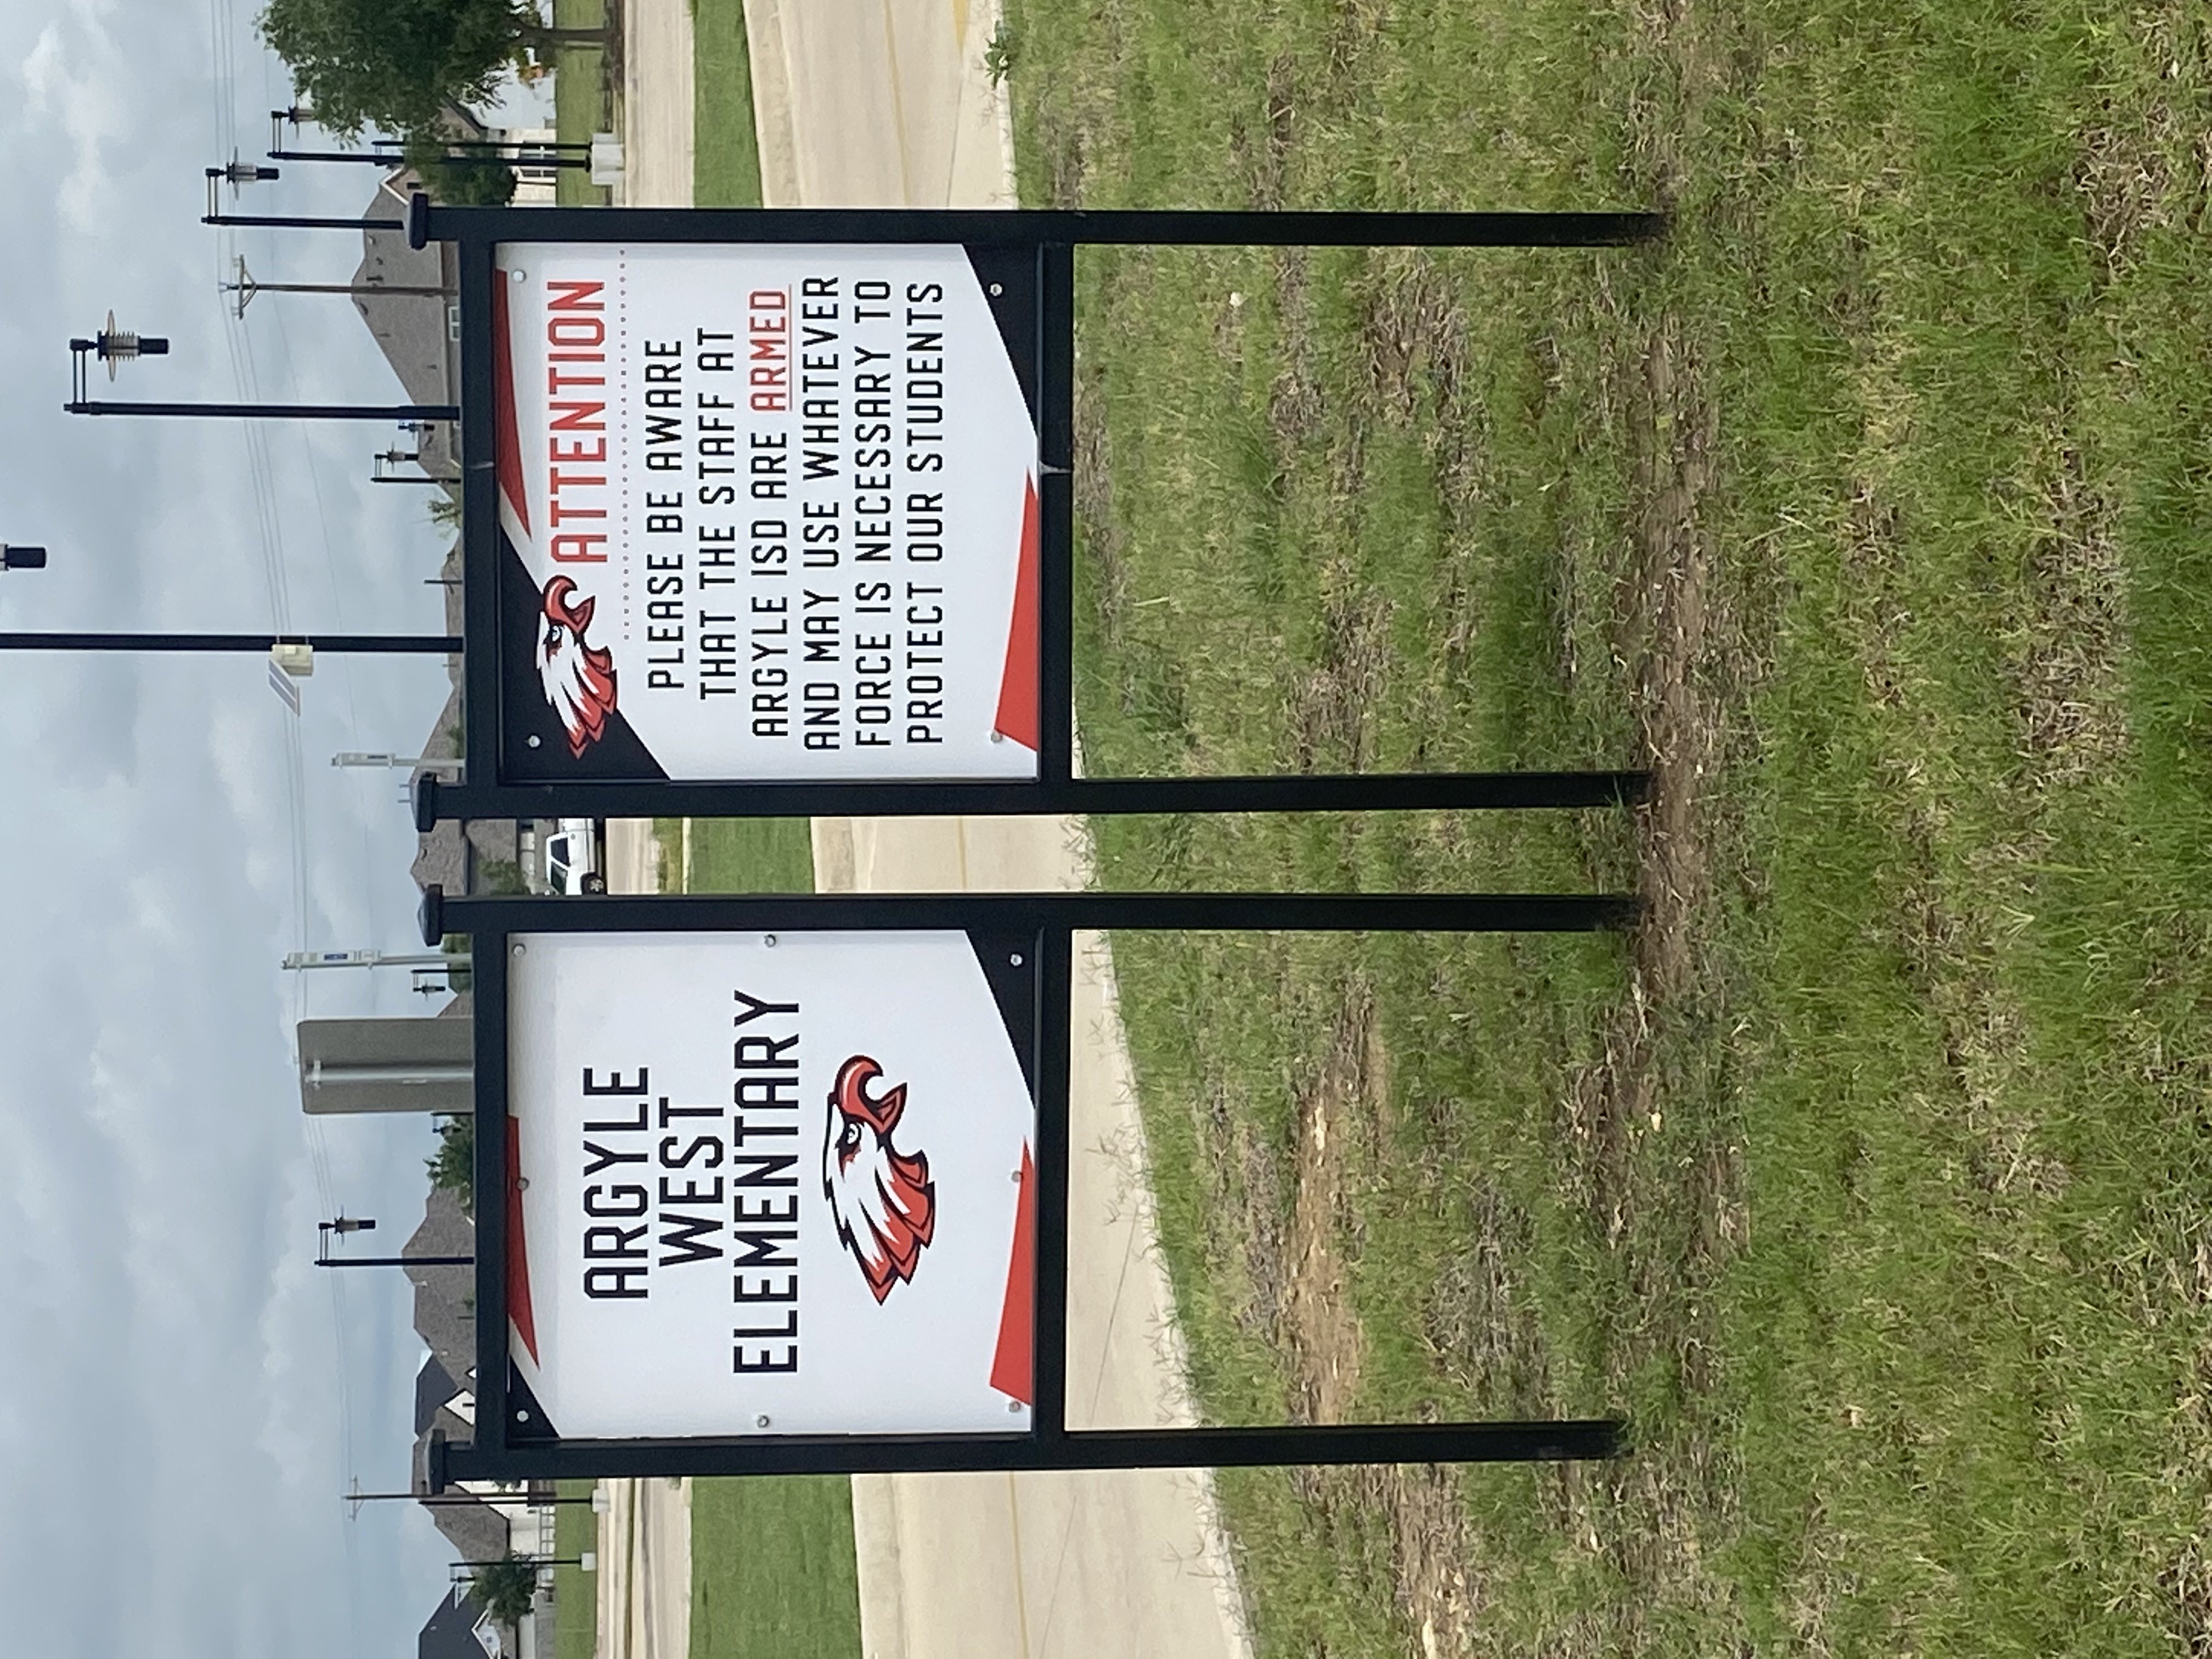 ARGYLE
WEST
ELEMENTARY
ATTENTION
PLEASE BE AWARE
THAT THE STAFF AT
ARGYLE ISD ARE ARMED
AND MAY USE WHATEVER
FORCE IS NECESSARY TO
PROTECT OUR STUDENTS